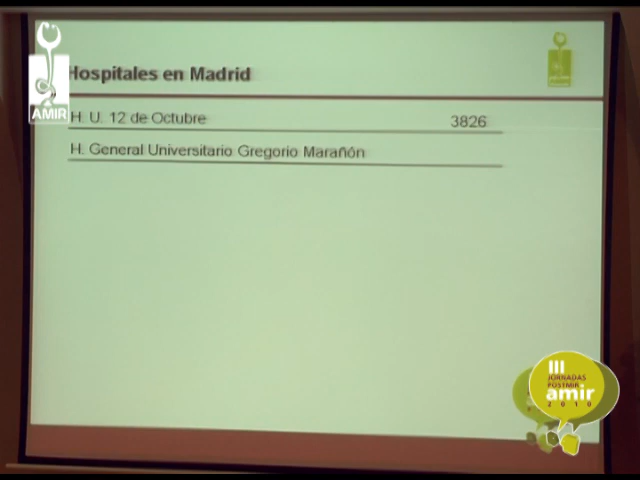 Hospitales en Madrid
AMIR
H. U. 12 de Octubre 3826
H. General Universitario Gregorio Marañón
III
JORNADAS
POSTMIR
amir
2010